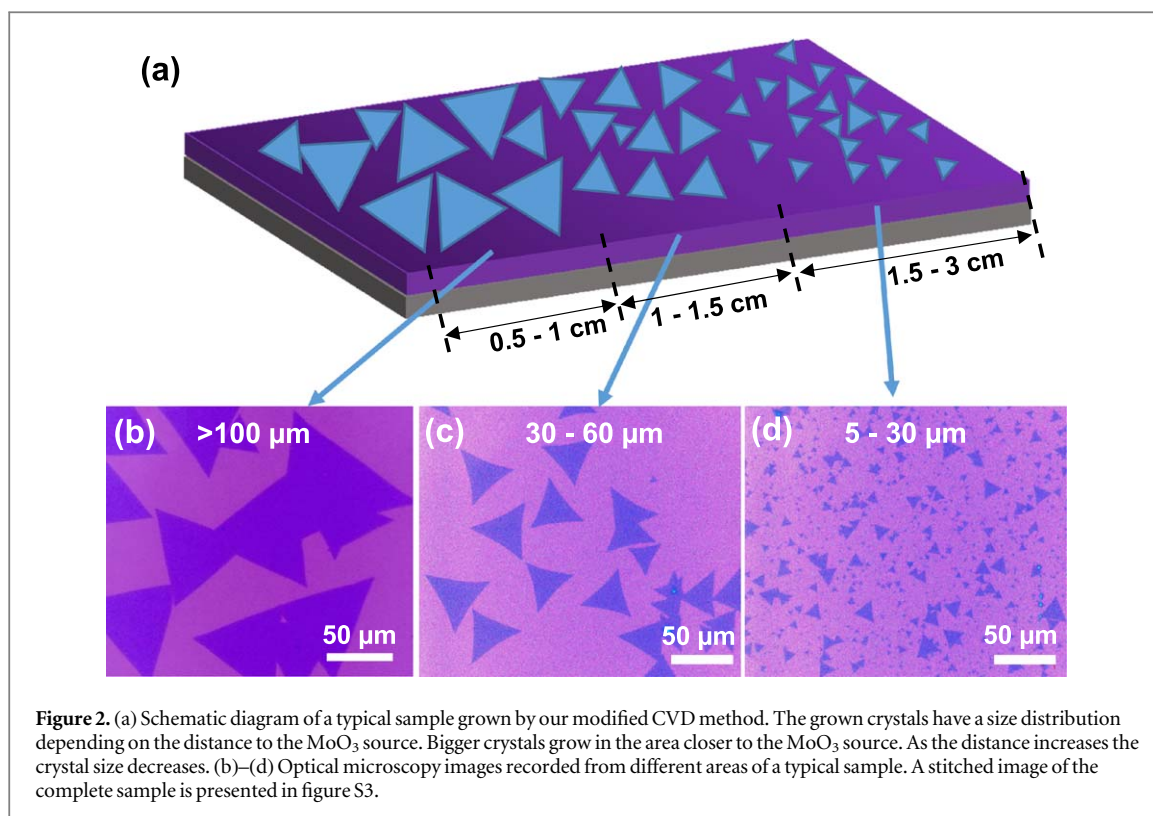 (a)
0.5 - 1 cm
1 - 1.5 cm
1.5 - 3 cm
(b) >100 µm
50 µm
(c) 30 - 60 µm
50 µm
(d) 5 - 30 µm
50 µm
Figure 2. (a) Schematic diagram of a typical sample grown by our modified CVD method. The grown crystals have a size distribution
depending on the distance to the MoO₃ source. Bigger crystals grow in the area closer to the MoO₃ source. As the distance increases the
crystal size decreases. (b)–(d) Optical microscopy images recorded from different areas of a typical sample. A stitched image of the
complete sample is presented in figure S3.